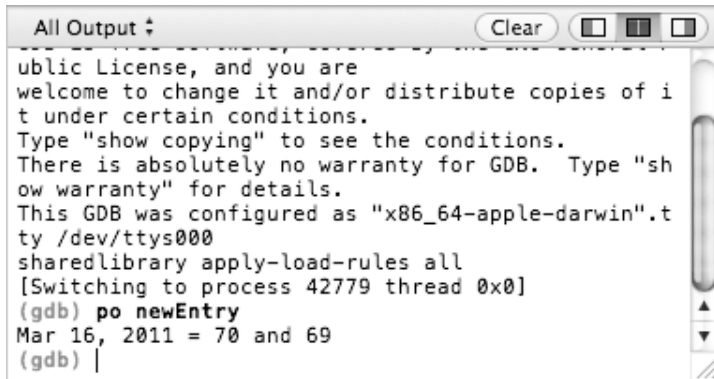 All Output
Clear
ublic License, and you are
welcome to change it and/or distribute copies of i
t under certain conditions.
Type "show copying" to see the conditions.
There is absolutely no warranty for GDB.  Type "sh
ow warranty" for details.
This GDB was configured as "x86_64-apple-darwin".t
ty /dev/ttys000
sharedlibrary apply-load-rules all
[Switching to process 42779 thread 0x0]
(gdb) po newEntry
Mar 16, 2011 = 70 and 69
(gdb)